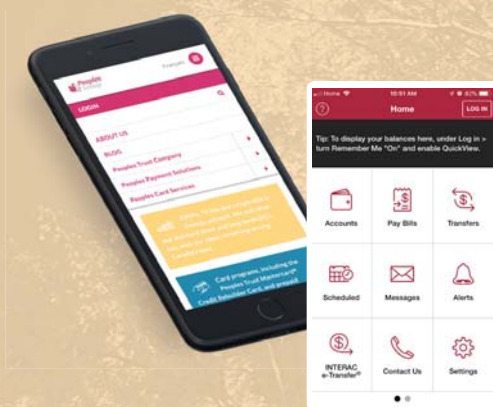 Peoples
Français
LOGIN
ABOUT US
BLOG
Peoples Trust Company
Peoples Payment Solutions
Peoples Card Services
Card programs, including the
Peoples Trust Mastercard®
10:51 AM
Home
LOG IN
Tip: To display your balances here, under Log in >
turn Remember Me "On" and enable QuickView.
Accounts
Pay Bills
Transfers
Scheduled
Messages
Alerts
INTERAC
e-Transfer®
Contact Us
Settings